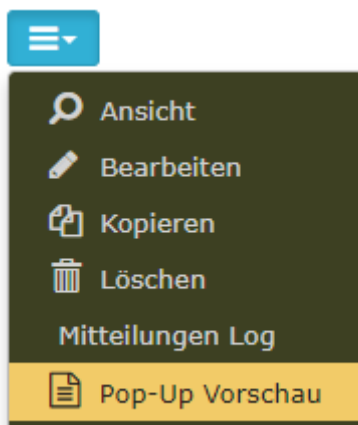 Ansicht
Bearbeiten
Kopieren
Löschen
Mitteilungen Log
Pop-Up Vorschau